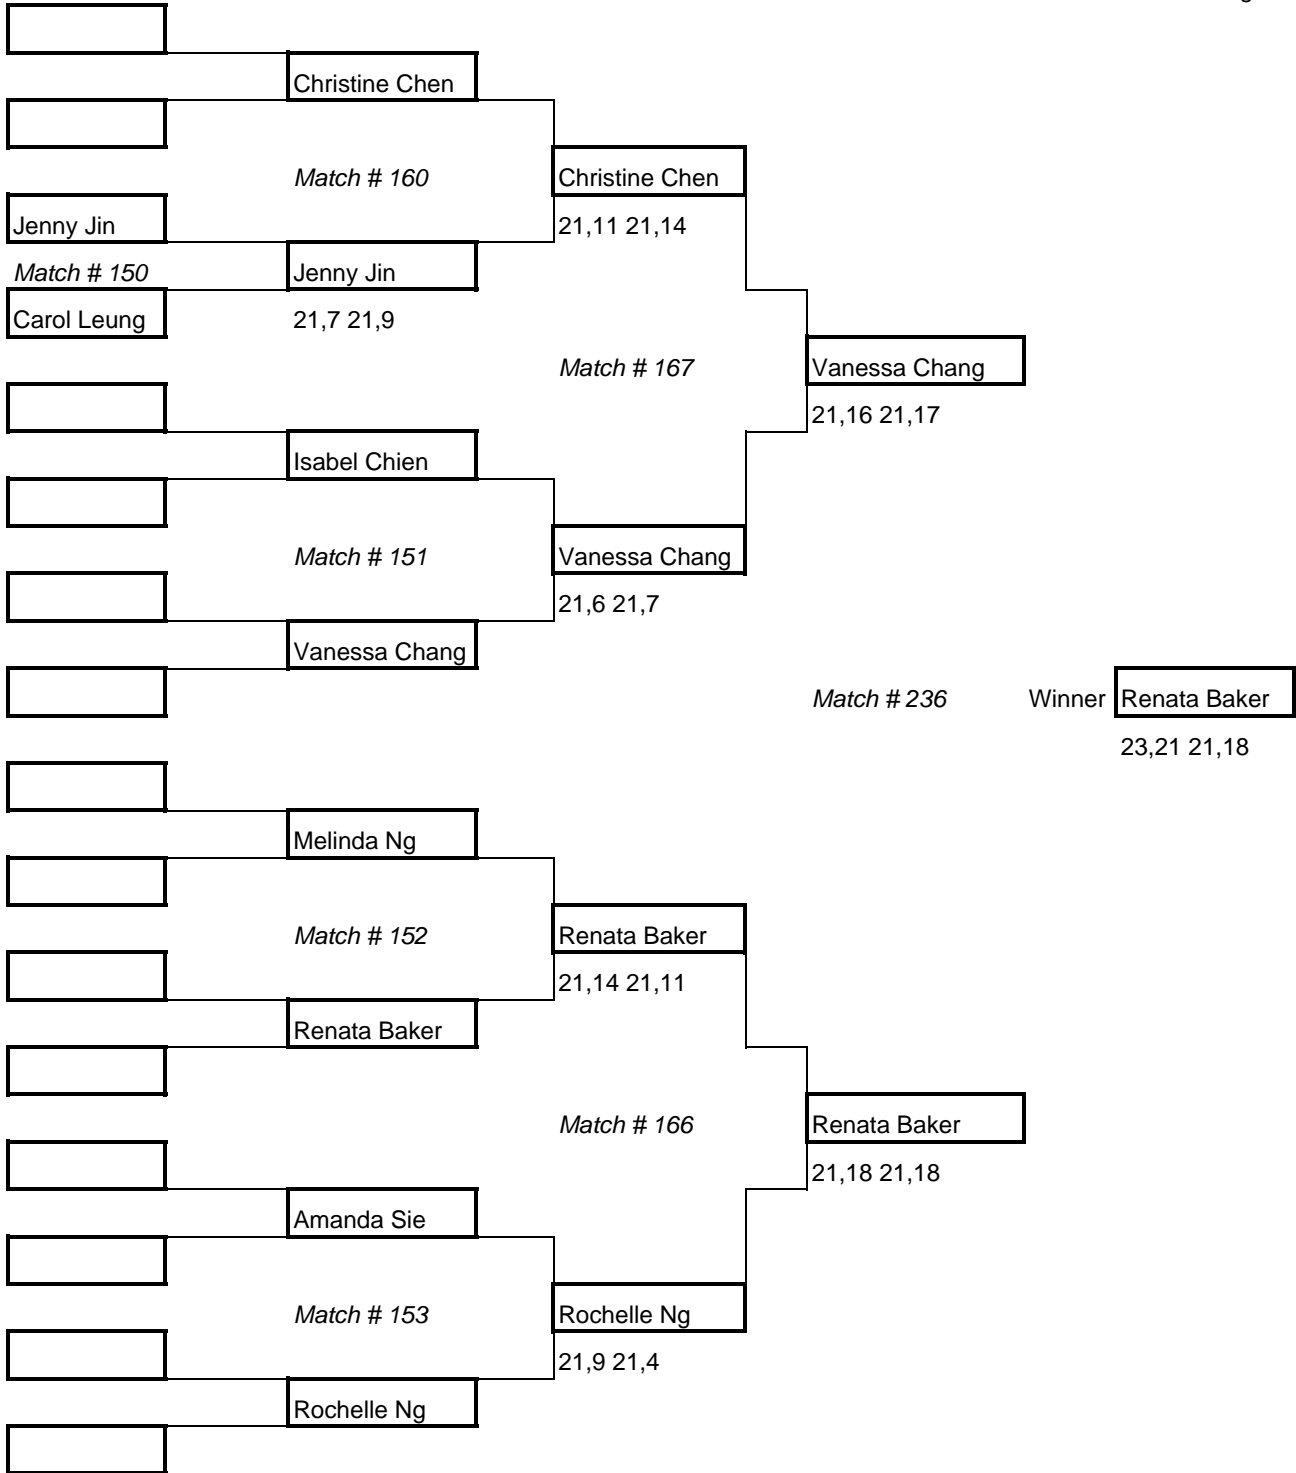 Christine Chen
Match # 160
Christine Chen
Jenny Jin
21,11 21,14
Match # 150
Jenny Jin
Carol Leung
21,7 21,9
Match # 167
Vanessa Chang
21,16 21,17
Isabel Chien
Match # 151
Vanessa Chang
21,6 21,7
Vanessa Chang
Match # 236
Winner
Renata Baker
23,21 21,18
Melinda Ng
Match # 152
Renata Baker
21,14 21,11
Renata Baker
Match # 166
Renata Baker
21,18 21,18
Amanda Sie
Match # 153
Rochelle Ng
21,9 21,4
Rochelle Ng